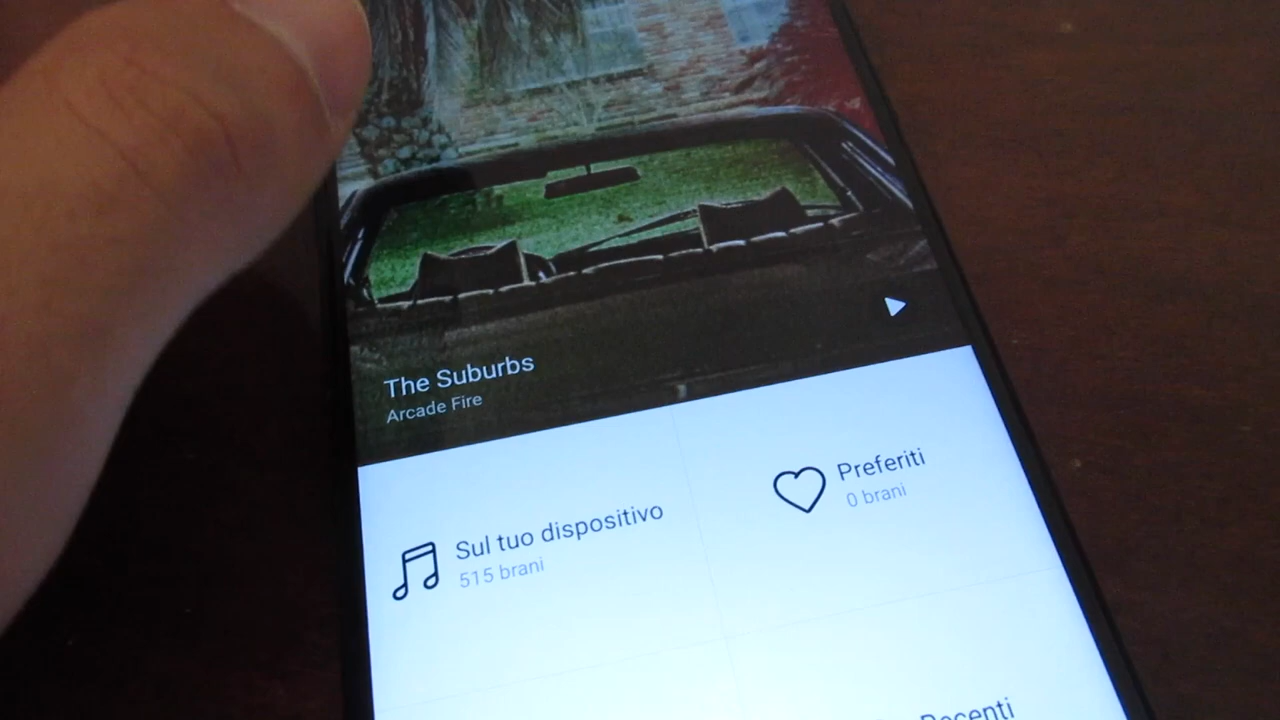 The Suburbs
Arcade Fire
Sul tuo dispositivo
515 brani
Preferiti
0 brani
Recenti